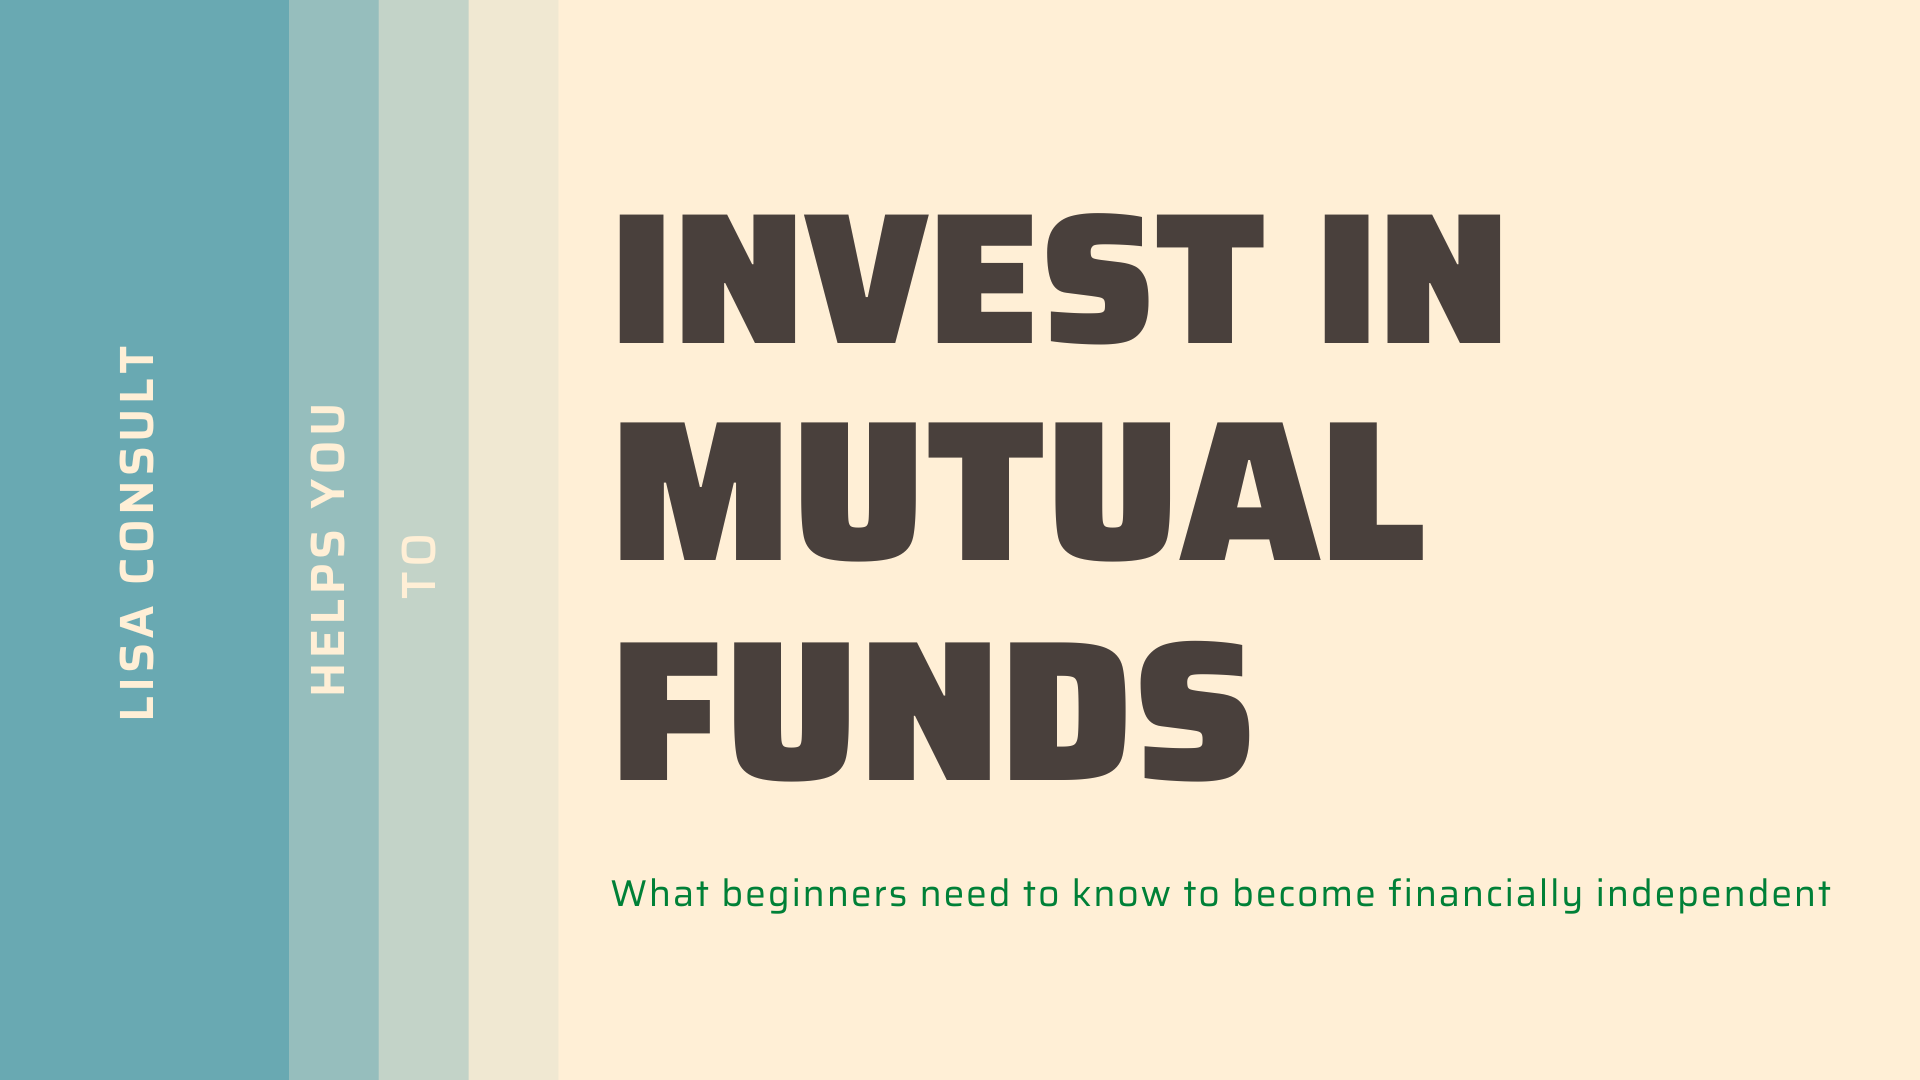 LISA CONSULT
HELPS YOU
TO
INVEST IN
MUTUAL
FUNDS
What beginners need to know to become financially independent